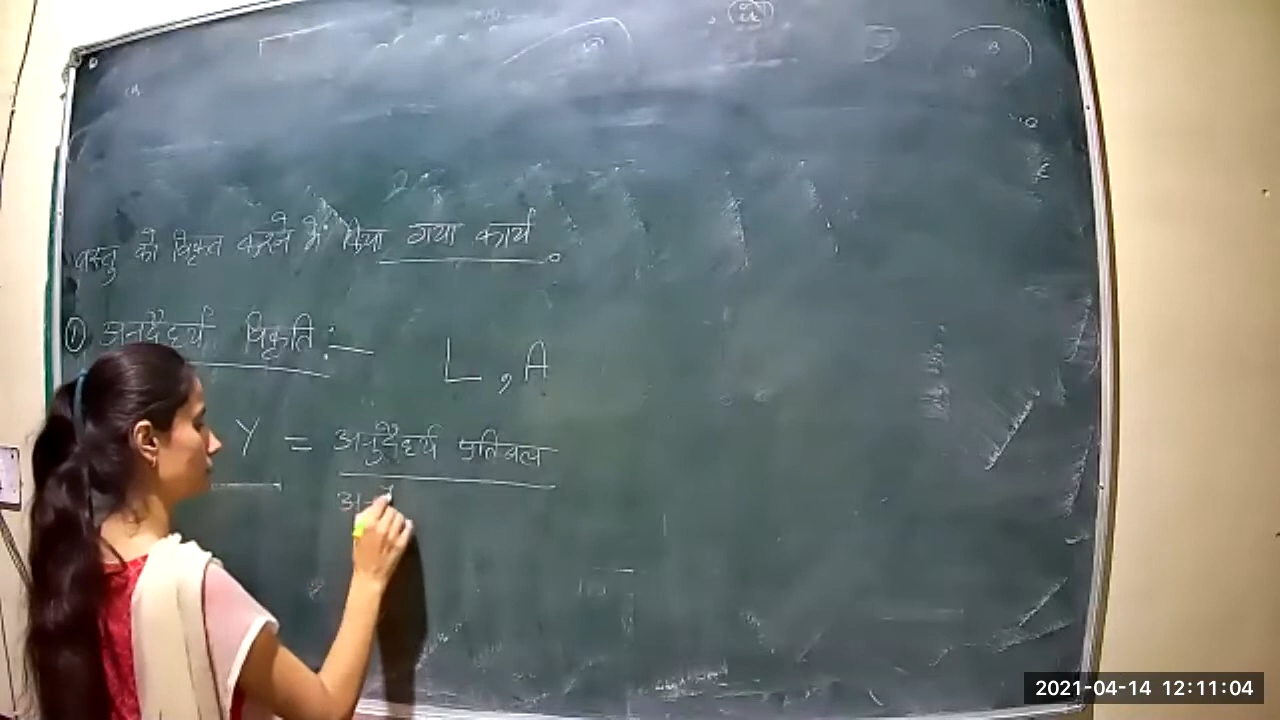 वस्तु को विकृत करने में किया गया कार्य
① अनुदैर्ध्य विकृति :— L , A
Y = अनुदैर्ध्य प्रतिबल
अनु
2021-04-14 12:11:04